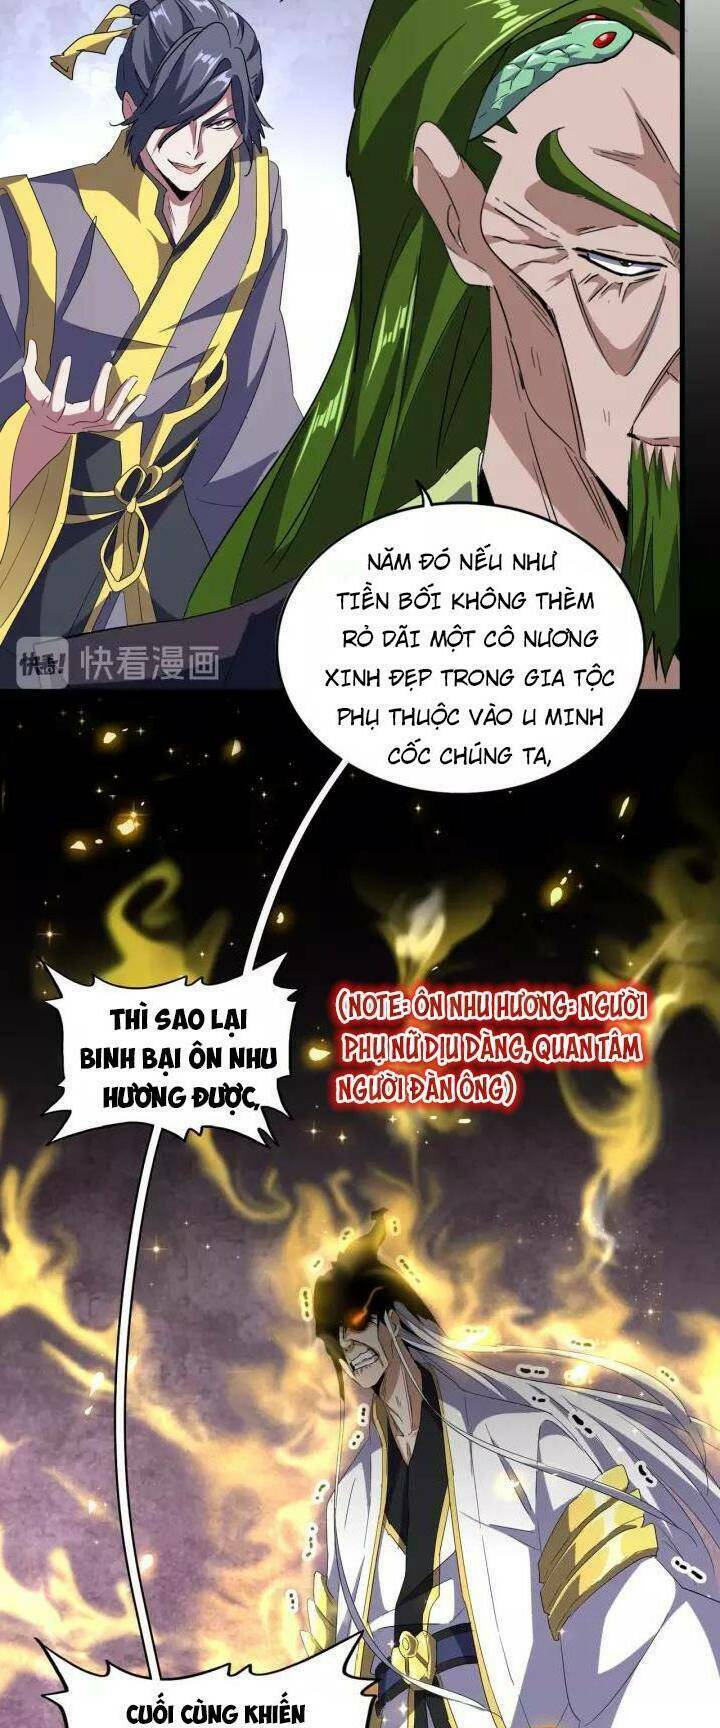 快看! 快看漫画
NĂM ĐÓ NẾU NHƯ
TIỀN BỐI KHÔNG THÈM
RỎ DÃI MỘT CÔ NƯƠNG
XINH ĐẸP TRONG GIA TỘC
PHỤ THUỘC VÀO U MINH
CỐC CHÚNG TA,
THÌ SAO LẠI
BINH BẠI ÔN NHU
HƯƠNG ĐƯỢC,
(NOTE: ÔN NHU HƯƠNG: NGƯỜI
PHỤ NỮ DỊU DÀNG, QUAN TÂM
NGƯỜI ĐÀN ÔNG)
CUỐI CÙNG KHIẾN